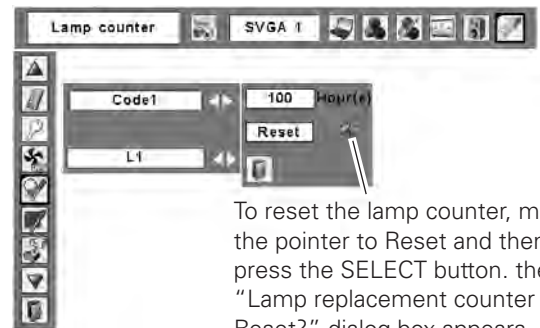 Lamp counter
SVGA 1
Code1
100 Hour(s)
Reset
L1
To reset the lamp counter, m
the pointer to Reset and then
press the SELECT button. the
"Lamp replacement counter
Reset?" dialog box appears